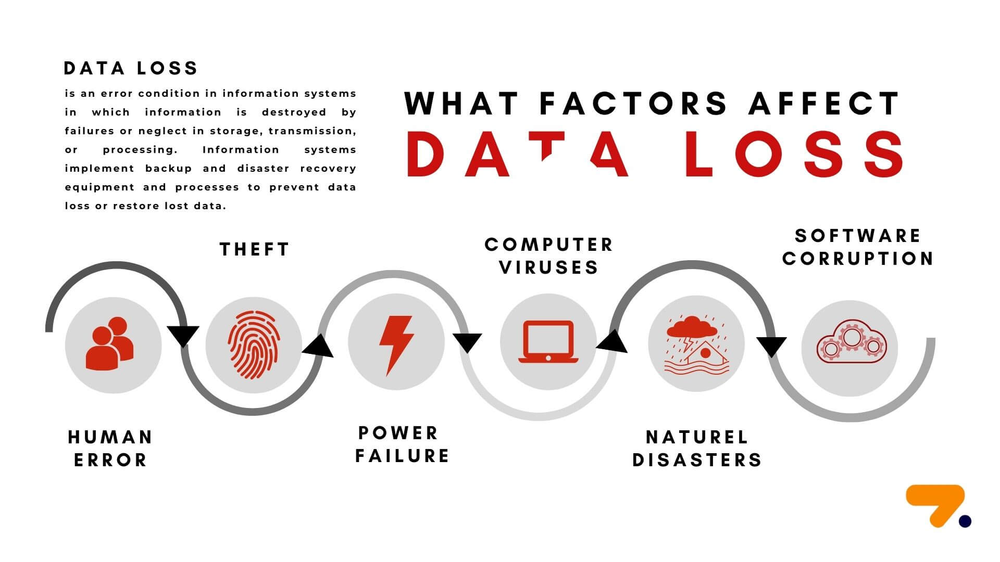 DATA LOSS
is an error condition in information systems
in which information is destroyed by
failures or neglect in storage, transmission,
or processing. Information systems
implement backup and disaster recovery
equipment and processes to prevent data
loss or restore lost data.
WHAT FACTORS AFFECT
DATA LOSS
HUMAN
ERROR
THEFT
POWER
FAILURE
COMPUTER
VIRUSES
NATUREL
DISASTERS
SOFTWARE
CORRUPTION